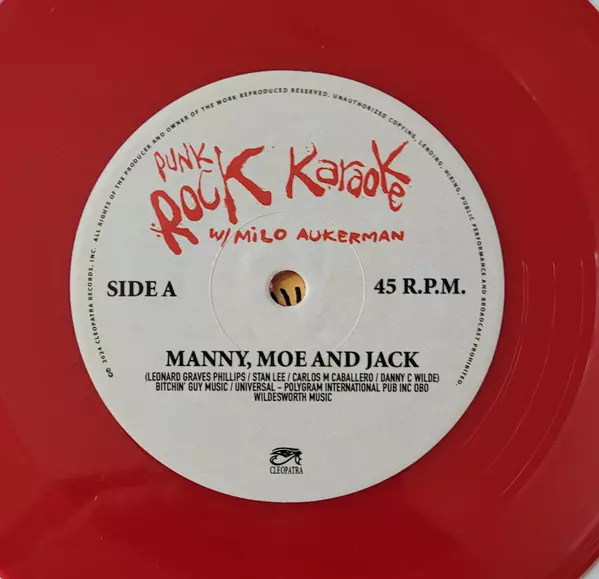 ℗ 2024 CLEOPATRA RECORDS, INC. ALL RIGHTS OF THE PRODUCER AND OWNER OF THE WORK REPRODUCED RESERVED. UNAUTHORIZED COPYING, LENDING, HIRING, PUBLIC PERFORMANCE AND BROADCAST PROHIBITED.
PUNK
ROCK KaraoKe
W/ MiLO AUKERMAN
SIDE A
45 R.P.M.
MANNY, MOE AND JACK
(LEONARD GRAVES PHILLIPS / STAN LEE / CARLOS M CABALLERO / DANNY C WILDE)
BITCHIN' GUY MUSIC / UNIVERSAL - POLYGRAM INTERNATIONAL PUB INC OBO
WILDESWORTH MUSIC
CLEOPATRA